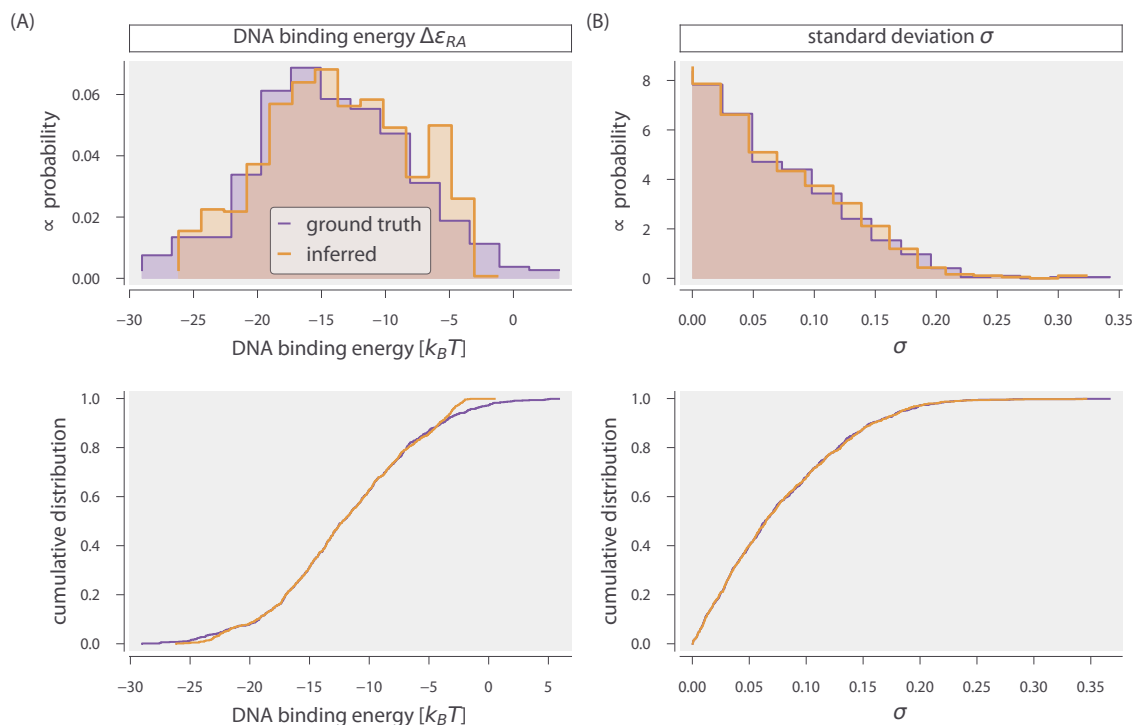 (A)
DNA binding energy Δε_RA
∝ probability
0.06
0.04
0.02
0.00
ground truth
inferred
−30 −25 −20 −15 −10 −5 0
DNA binding energy [k_BT]
cumulative distribution
1.0
0.8
0.6
0.4
0.2
0.0
−30 −25 −20 −15 −10 −5 0 5
DNA binding energy [k_BT]
(B)
standard deviation σ
∝ probability
8
6
4
2
0
0.00 0.05 0.10 0.15 0.20 0.25 0.30 0.35
σ
cumulative distribution
1.0
0.8
0.6
0.4
0.2
0.0
0.00 0.05 0.10 0.15 0.20 0.25 0.30 0.35
σ